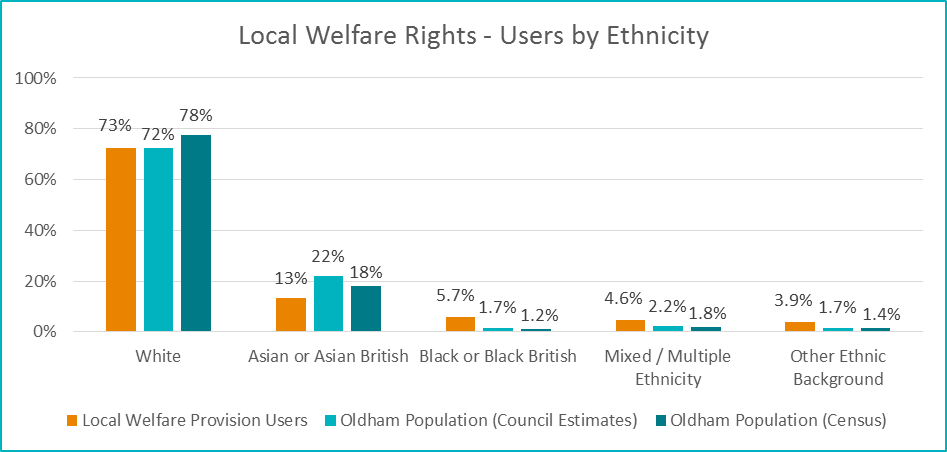 Local Welfare Rights - Users by Ethnicity
100%
80%
60%
40%
20%
0%
73%
72%
78%
13%
22%
18%
5.7%
1.7%
1.2%
4.6%
2.2%
1.8%
3.9%
1.7%
1.4%
White
Asian or Asian British
Black or Black British
Mixed / Multiple
Ethnicity
Other Ethnic
Background
Local Welfare Provision Users
Oldham Population (Council Estimates)
Oldham Population (Census)